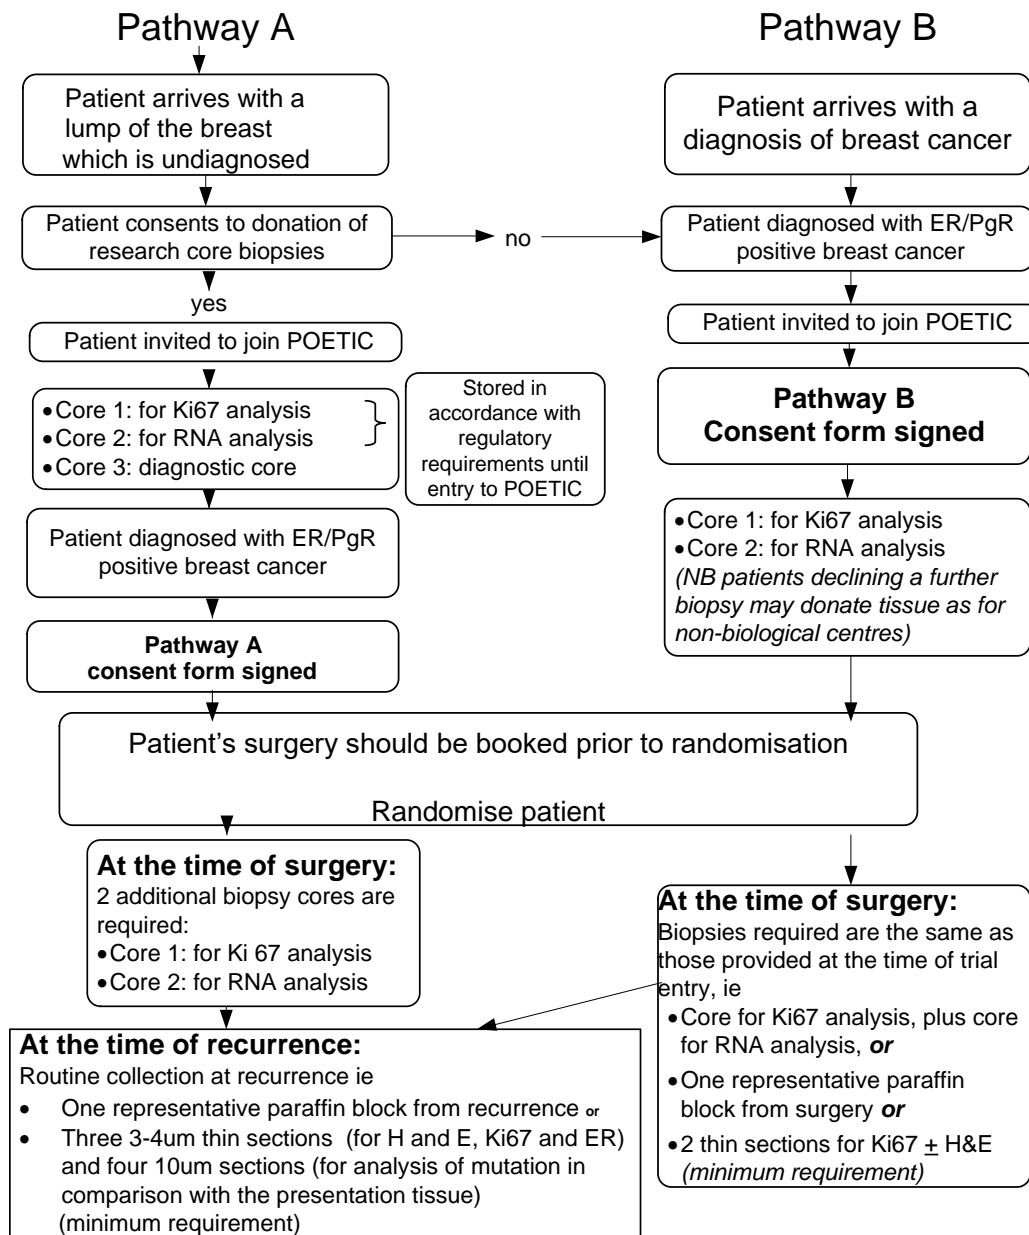 Pathway A
Patient arrives with a
lump of the breast
which is undiagnosed
Patient consents to donation of
research core biopsies
no
yes
Patient invited to join POETIC
•Core 1: for Ki67 analysis
•Core 2: for RNA analysis
•Core 3: diagnostic core
Stored in
accordance with
regulatory
requirements until
entry to POETIC
Patient diagnosed with ER/PgR
positive breast cancer
Pathway A
consent form signed
Pathway B
Patient arrives with a
diagnosis of breast cancer
Patient diagnosed with ER/PgR
positive breast cancer
Patient invited to join POETIC
Pathway B
Consent form signed
•Core 1: for Ki67 analysis
•Core 2: for RNA analysis
(NB patients declining a further
biopsy may donate tissue as for
non-biological centres)
Patient’s surgery should be booked prior to randomisation
Randomise patient
At the time of surgery:
2 additional biopsy cores are
required:
•Core 1: for Ki 67 analysis
•Core 2: for RNA analysis
At the time of surgery:
Biopsies required are the same as
those provided at the time of trial
entry, ie
•Core for Ki67 analysis, plus core
for RNA analysis, or
•One representative paraffin
block from surgery or
•2 thin sections for Ki67 ± H&E
(minimum requirement)
At the time of recurrence:
Routine collection at recurrence ie
• One representative paraffin block from recurrence or
• Three 3-4um thin sections (for H and E, Ki67 and ER)
and four 10um sections (for analysis of mutation in
comparison with the presentation tissue)
(minimum requirement)